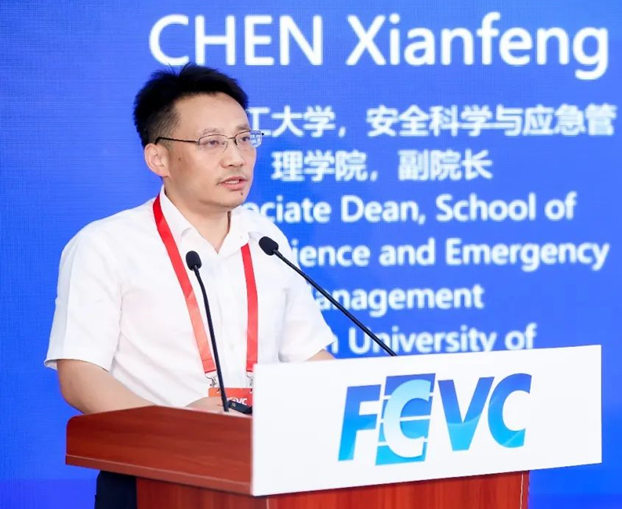 CHEN Xianfeng
工大学，安全科学与应急管
理学院，副院长
ociate Dean, School of
ience and Emergency
anagement
University of
FCVC